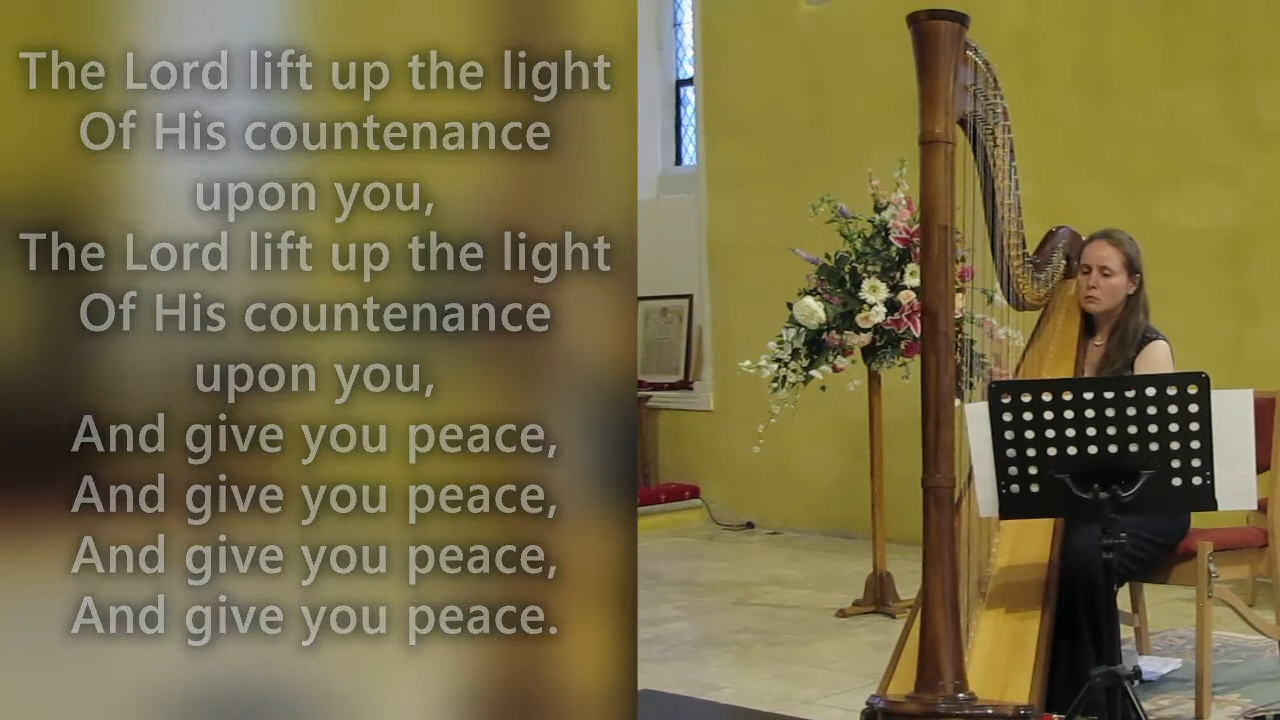 The Lord lift up the light
Of His countenance
upon you,
The Lord lift up the light
Of His countenance
upon you,
And give you peace,
And give you peace,
And give you peace,
And give you peace.